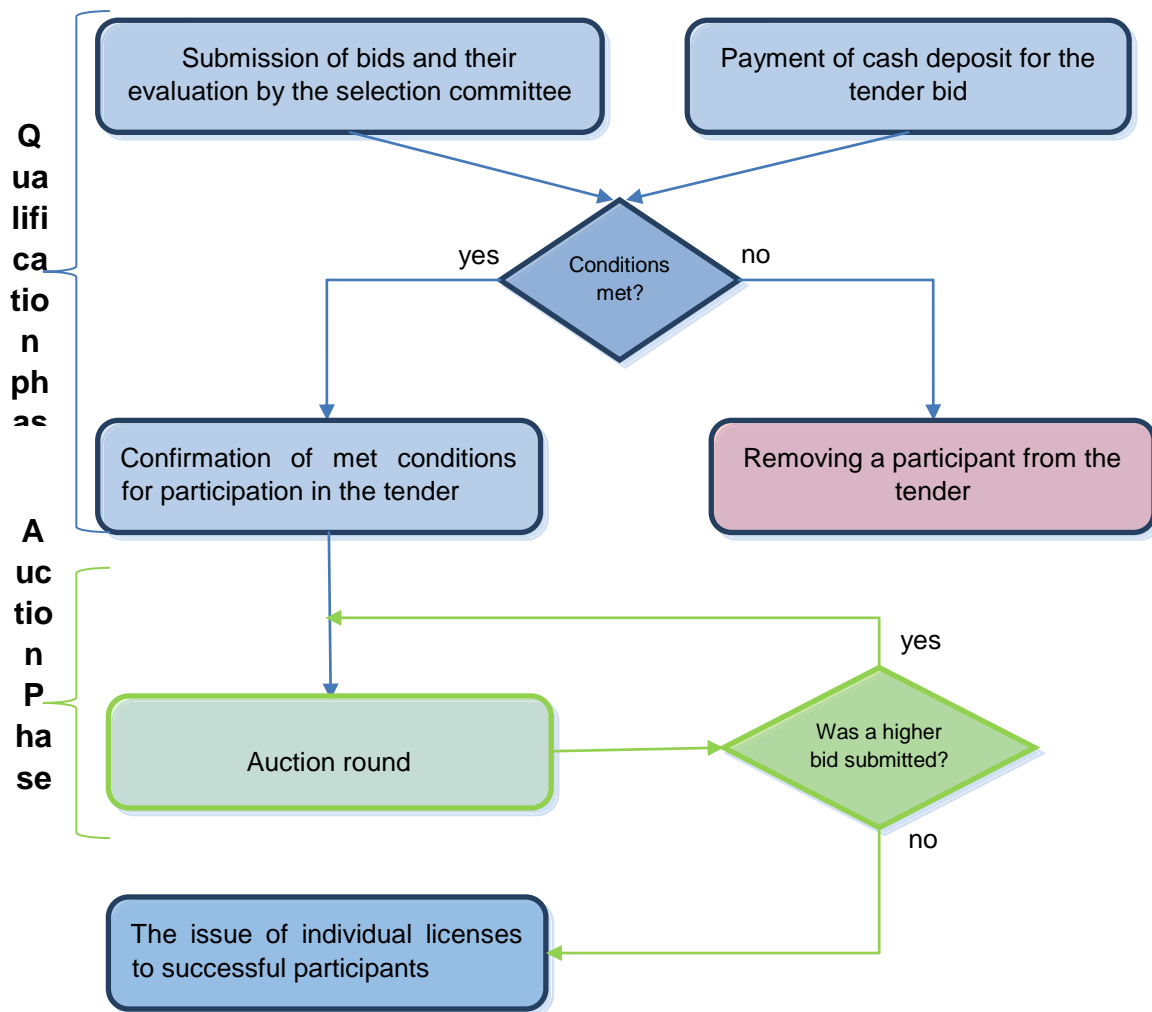 Submission of bids and their
evaluation by the selection committee
Payment of cash deposit for the
tender bid
Q
ua
lifi
ca
tio
n
ph
as
yes
no
Conditions
met?
Confirmation of met conditions
for participation in the tender
Removing a participant from the
tender
A
uc
tio
n
P
ha
se
yes
Auction round
Was a higher
bid submitted?
no
The issue of individual licenses
to successful participants